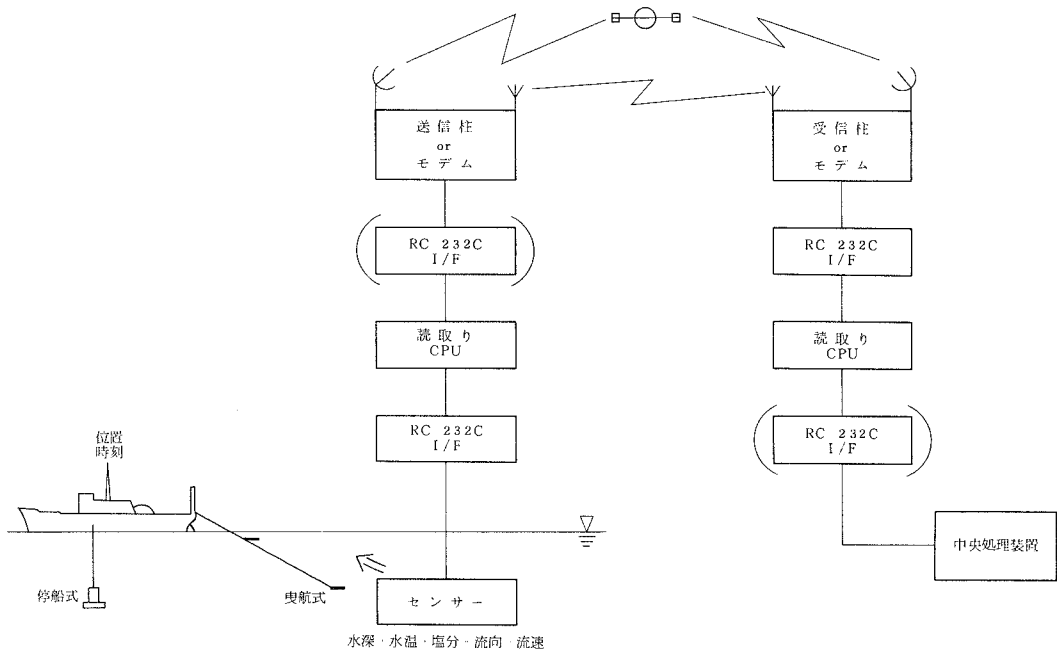 送信柱
or
モデム
受信柱
or
モデム
RC 232C
I/F
RC 232C
I/F
読取り
CPU
読取り
CPU
RC 232C
I/F
RC 232C
I/F
位置
時刻
停船式
曳航式
センサー
中央処理装置
水深・水温・塩分・流向・流速